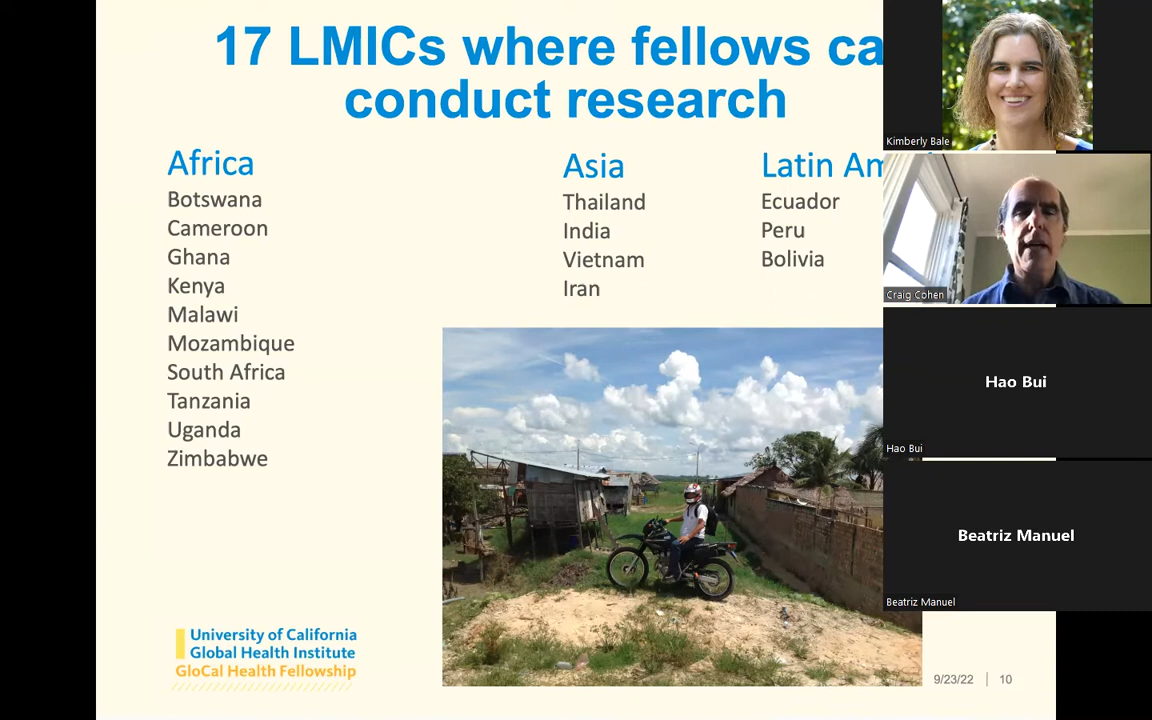 17 LMICs where fellows ca
conduct research
Africa
Botswana
Cameroon
Ghana
Kenya
Malawi
Mozambique
South Africa
Tanzania
Uganda
Zimbabwe
Asia
Thailand
India
Vietnam
Iran
Latin Am
Ecuador
Peru
Bolivia
University of California
Global Health Institute
GloCal Health Fellowship
9/23/22 | 10
Kimberly Bale
Craig Cohen
Hao Bui
Hao Bui
Beatriz Manuel
Beatriz Manuel